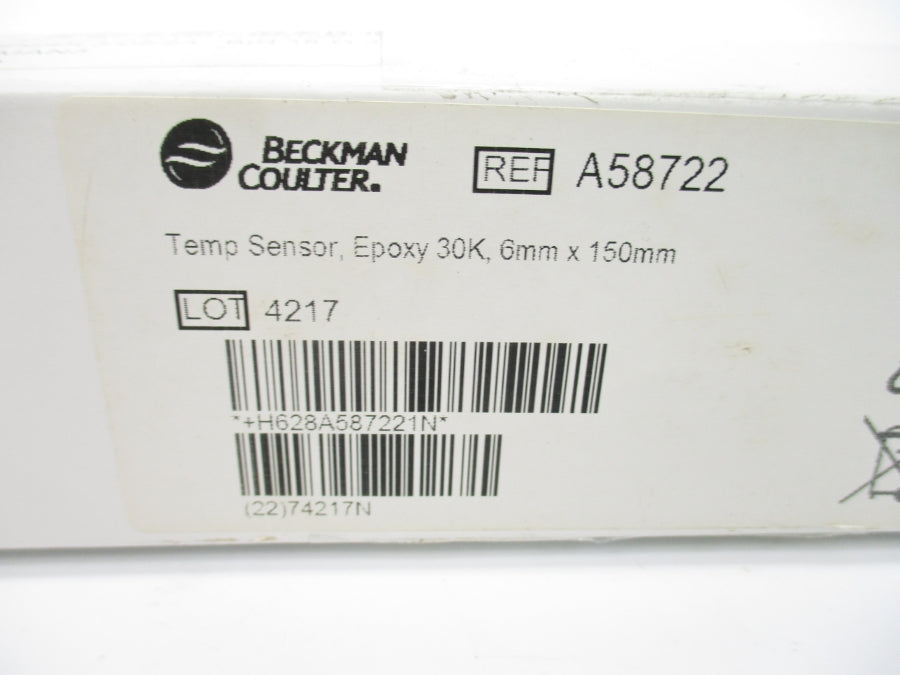 BECKMAN
COULTER.
REF A58722
Temp Sensor, Epoxy 30K, 6mm x 150mm
LOT 4217
*+H628A587221N*
(22)74217N